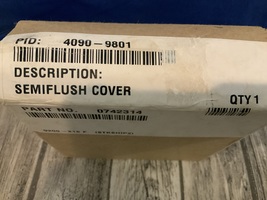 PID: 4090-9801
DESCRIPTION:
SEMIFLUSH COVER
QTY 1
PART NO. 0742314